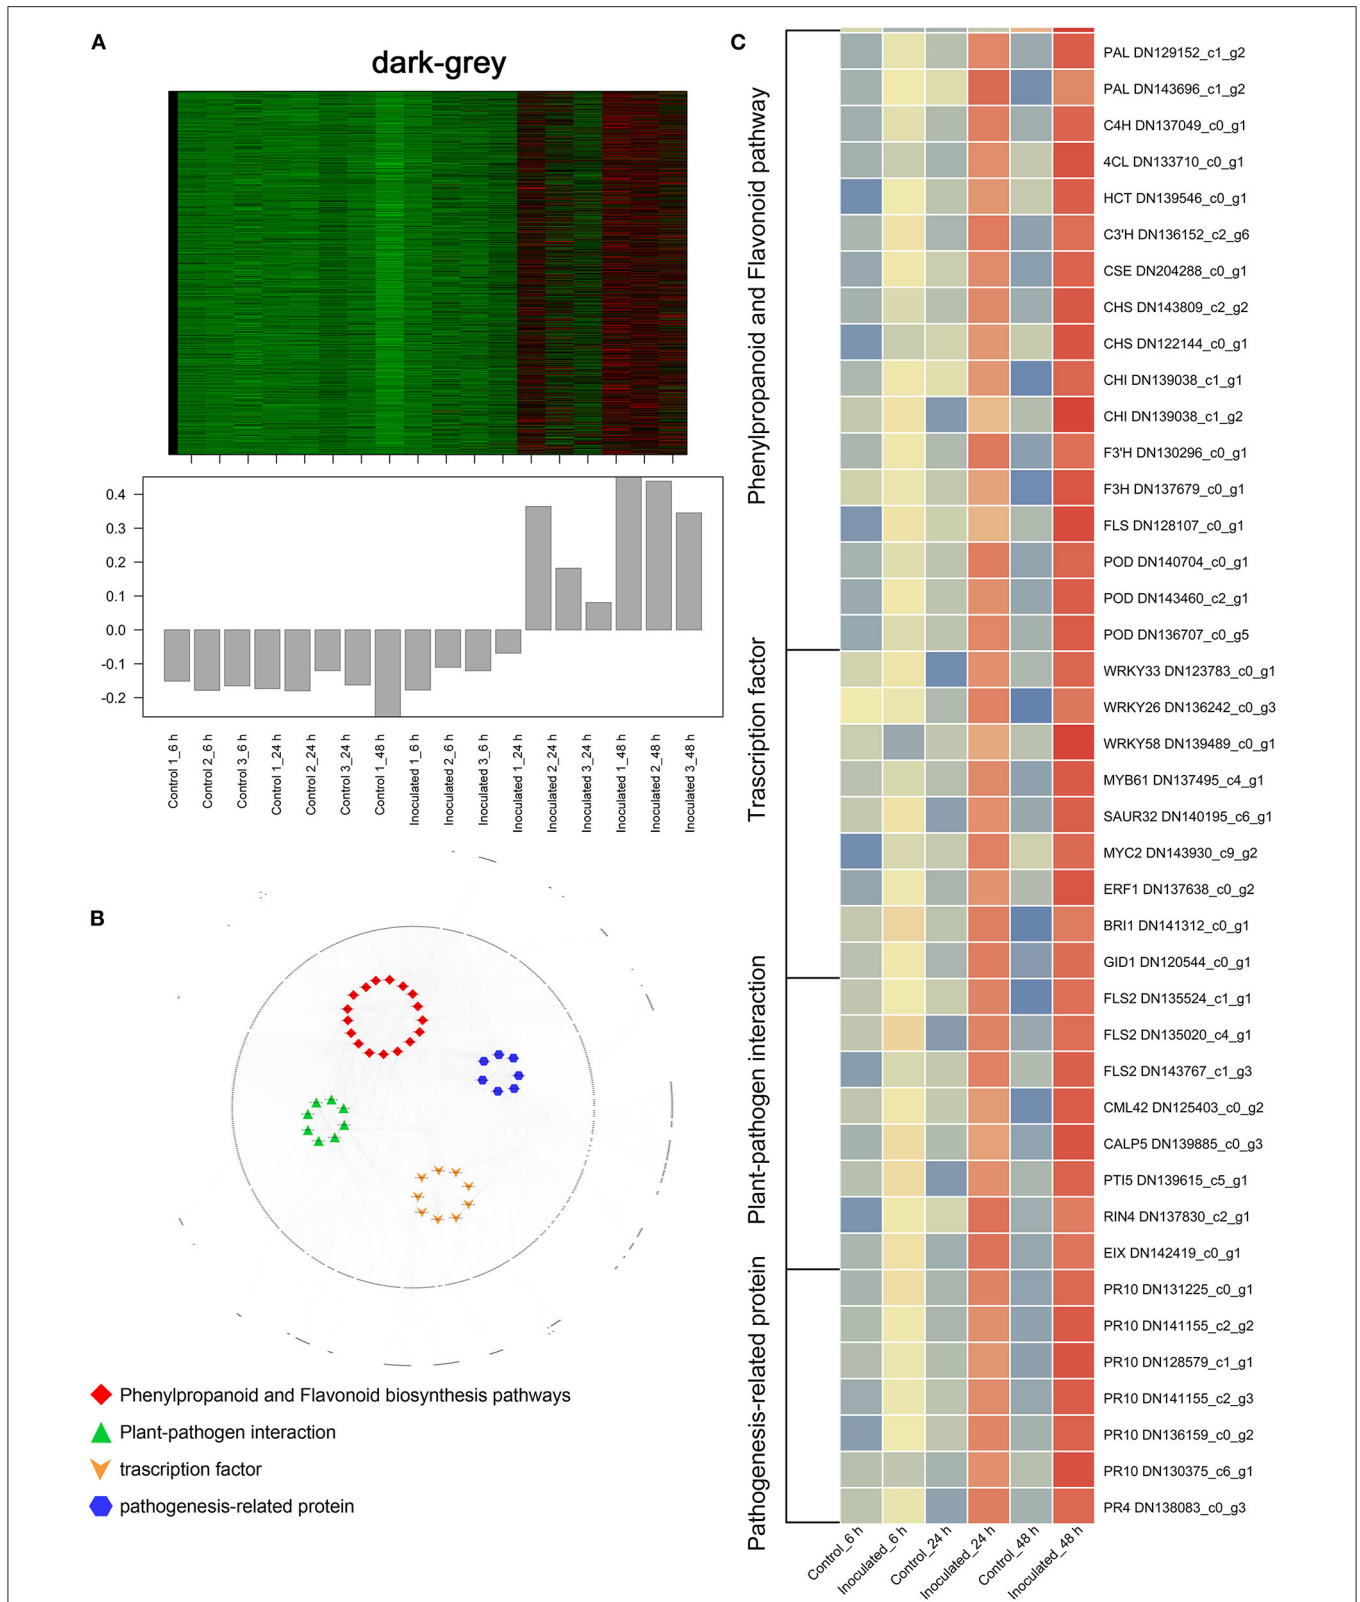 A
dark-grey
0.4
0.3
0.2
0.1
0.0
-0.1
-0.2
Control 1_6 h
Control 2_6 h
Control 3_6 h
Control 1_24 h
Control 2_24 h
Control 3_24 h
Control 1_48 h
Inoculated 1_6 h
Inoculated 2_6 h
Inoculated 3_6 h
Inoculated 1_24 h
Inoculated 2_24 h
Inoculated 3_24 h
Inoculated 1_48 h
Inoculated 2_48 h
Inoculated 3_48 h
B
Phenylpropanoid and Flavonoid biosynthesis pathways
Plant-pathogen interaction
trascription factor
pathogenesis-related protein
C
Phenylpropanoid and Flavonoid pathway
Trascription factor
Plant-pathogen interaction
Pathogenesis-related protein
PAL DN129152_c1_g2
PAL DN143696_c1_g2
C4H DN137049_c0_g1
4CL DN133710_c0_g1
HCT DN139546_c0_g1
C3'H DN136152_c2_g6
CSE DN204288_c0_g1
CHS DN143809_c2_g2
CHS DN122144_c0_g1
CHI DN139038_c1_g1
CHI DN139038_c1_g2
F3'H DN130296_c0_g1
F3H DN137679_c0_g1
FLS DN128107_c0_g1
POD DN140704_c0_g1
POD DN143460_c2_g1
POD DN136707_c0_g5
WRKY33 DN123783_c0_g1
WRKY26 DN136242_c0_g3
WRKY58 DN139489_c0_g1
MYB61 DN137495_c4_g1
SAUR32 DN140195_c6_g1
MYC2 DN143930_c9_g2
ERF1 DN137638_c0_g2
BRI1 DN141312_c0_g1
GID1 DN120544_c0_g1
FLS2 DN135524_c1_g1
FLS2 DN135020_c4_g1
FLS2 DN143767_c1_g3
CML42 DN125403_c0_g2
CALP5 DN139885_c0_g3
PTI5 DN139615_c5_g1
RIN4 DN137830_c2_g1
EIX DN142419_c0_g1
PR10 DN131225_c0_g1
PR10 DN141155_c2_g2
PR10 DN128579_c1_g1
PR10 DN141155_c2_g3
PR10 DN136159_c0_g2
PR10 DN130375_c6_g1
PR4 DN138083_c0_g3
Control_6 h
Inoculated_6 h
Control_24 h
Inoculated_24 h
Control_48 h
Inoculated_48 h